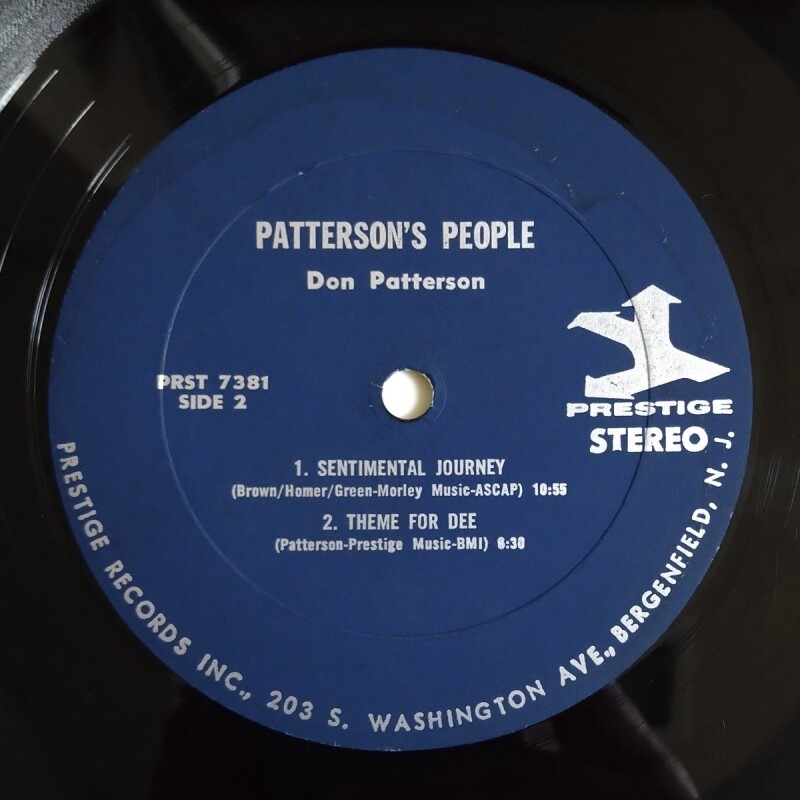 PATTERSON'S PEOPLE
Don Patterson
PRST 7381
SIDE 2
PRESTIGE
STEREO
1. SENTIMENTAL JOURNEY
(Brown/Homer/Green-Morley Music-ASCAP) 10:55
2. THEME FOR DEE
(Patterson-Prestige Music-BMI) 6:30
PRESTIGE RECORDS INC., 203 S. WASHINGTON AVE., BERGENFIELD, N. J.